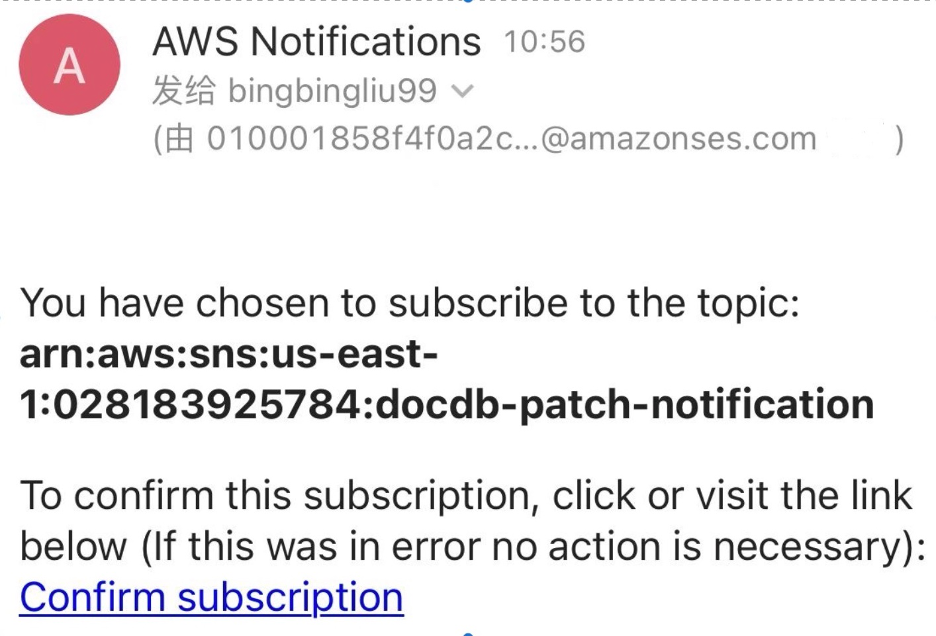 A
AWS Notifications 10:56
发给 bingbingliu99
(由 010001858f4f0a2c...@amazonses.com )
You have chosen to subscribe to the topic:
arn:aws:sns:us-east-
1:028183925784:docdb-patch-notification
To confirm this subscription, click or visit the link
below (If this was in error no action is necessary):
Confirm subscription